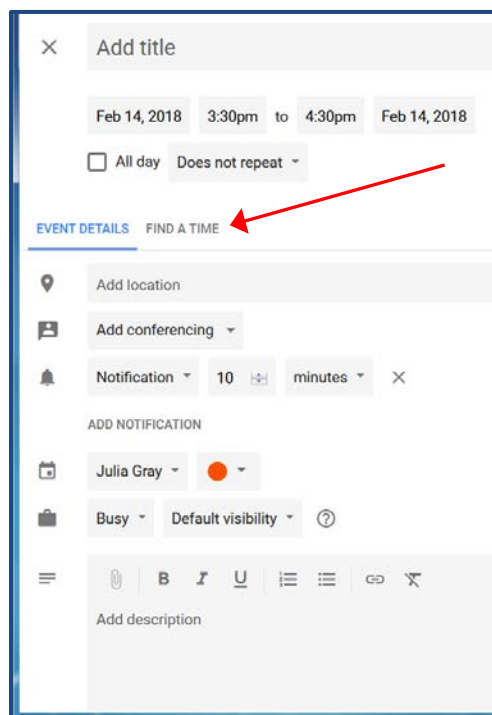 Add title
Feb 14, 2018 3:30pm to 4:30pm Feb 14, 2018
All day Does not repeat
EVENT DETAILS FIND A TIME
Add location
Add conferencing
Notification 10 minutes
ADD NOTIFICATION
Julia Gray
Busy Default visibility
B I U
Add description